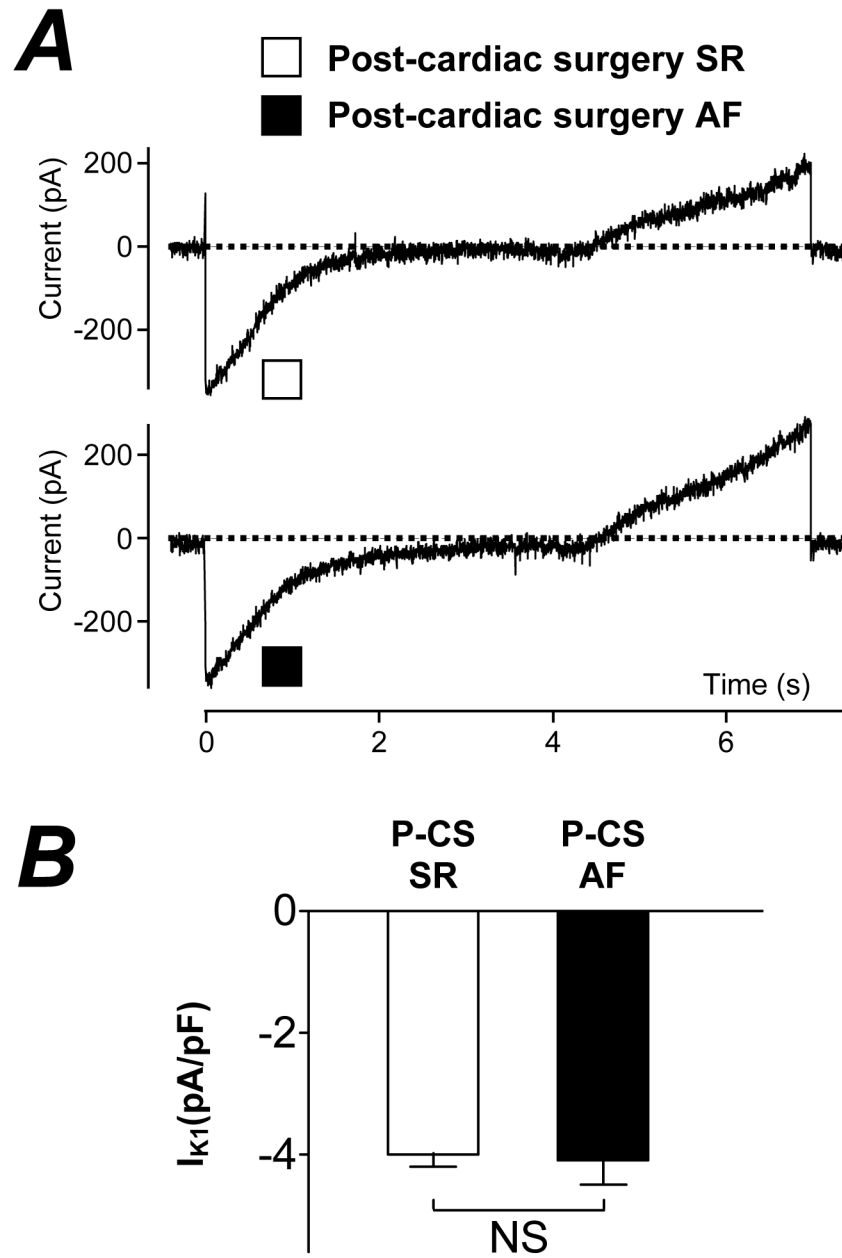 A
Post-cardiac surgery SR
Post-cardiac surgery AF
Current (pA)
200
0
-200
Current (pA)
200
0
-200
Time (s)
0 2 4 6
B
P-CS P-CS
SR AF
IK1(pA/pF)
0
-2
-4
NS